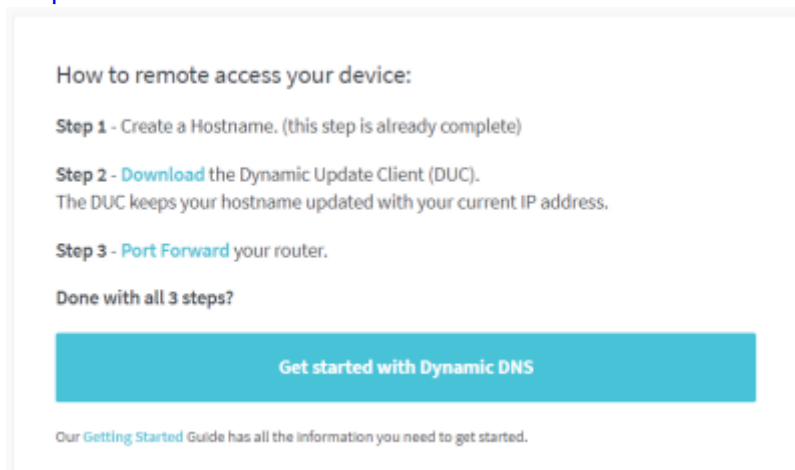 How to remote access your device:
Step 1 - Create a Hostname. (this step is already complete)
Step 2 - Download the Dynamic Update Client (DUC).
The DUC keeps your hostname updated with your current IP address.
Step 3 - Port Forward your router.
Done with all 3 steps?
Get started with Dynamic DNS
Our Getting Started Guide has all the information you need to get started.